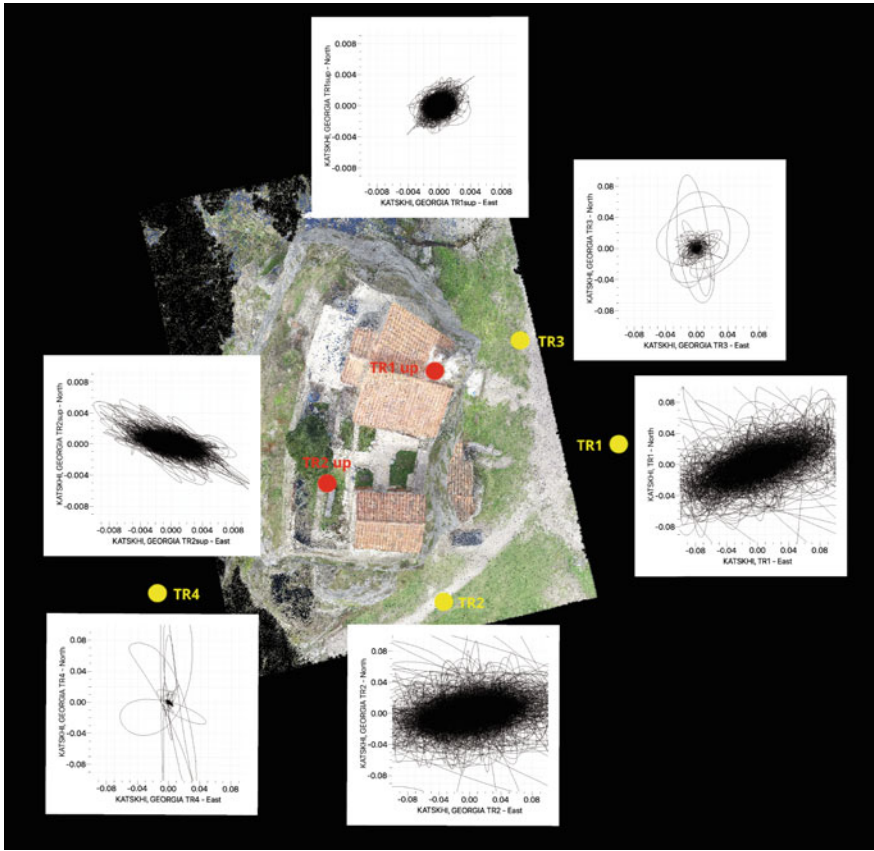 0.008
0.004
0.000
-0.004
-0.008
KATSKHI, GEORGIA TR1sup - North
-0.008 -0.004 0.000 0.004 0.008
KATSKHI, GEORGIA TR1sup - East
0.08
0.04
0.00
-0.04
-0.08
KATSKHI, GEORGIA TR3 - North
-0.08 -0.04 0.00 0.04 0.08
KATSKHI, GEORGIA TR3 - East
TR3
TR1 up
0.008
0.004
0.000
-0.004
-0.008
KATSKHI, GEORGIA TR2sup - North
-0.008 -0.004 0.000 0.004 0.008
KATSKHI, GEORGIA TR2sup - East
TR1
0.08
0.04
0.00
-0.04
-0.08
KATSKHI, TR1 - North
-0.08 -0.04 0.00 0.04 0.08
KATSKHI, TR1 - East
TR2 up
TR4
TR2
0.08
0.04
0.00
-0.04
-0.08
KATSKHI, GEORGIA TR4 - North
-0.08 -0.04 0.00 0.04 0.08
KATSKHI, GEORGIA TR4 - East
0.08
0.04
0.00
-0.04
-0.08
KATSKHI, GEORGIA TR2 - North
-0.08 -0.04 0.00 0.04 0.08
KATSKHI, GEORGIA TR2 - East